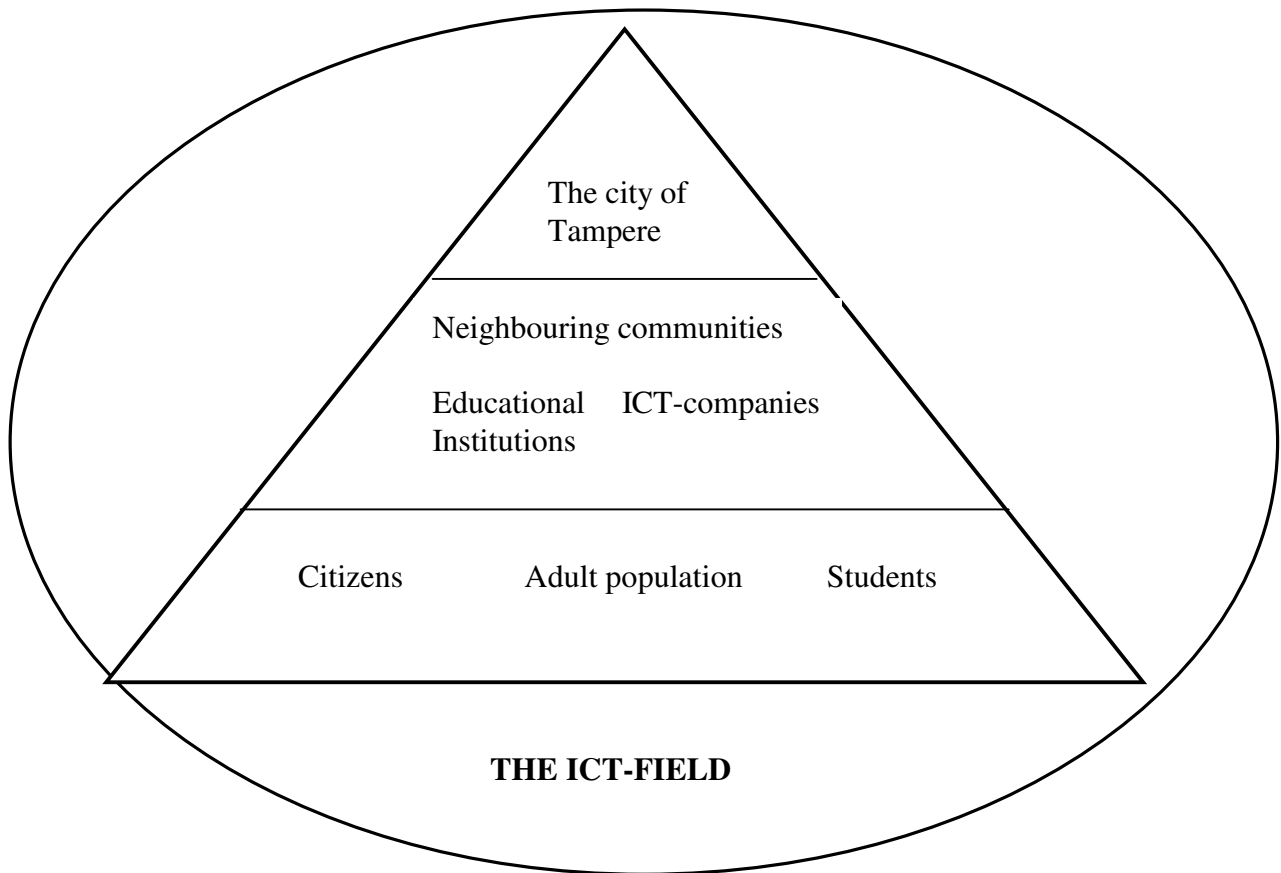 The city of
Tampere
Neighbouring communities
Educational ICT-companies
Institutions
Citizens Adult population Students
THE ICT-FIELD